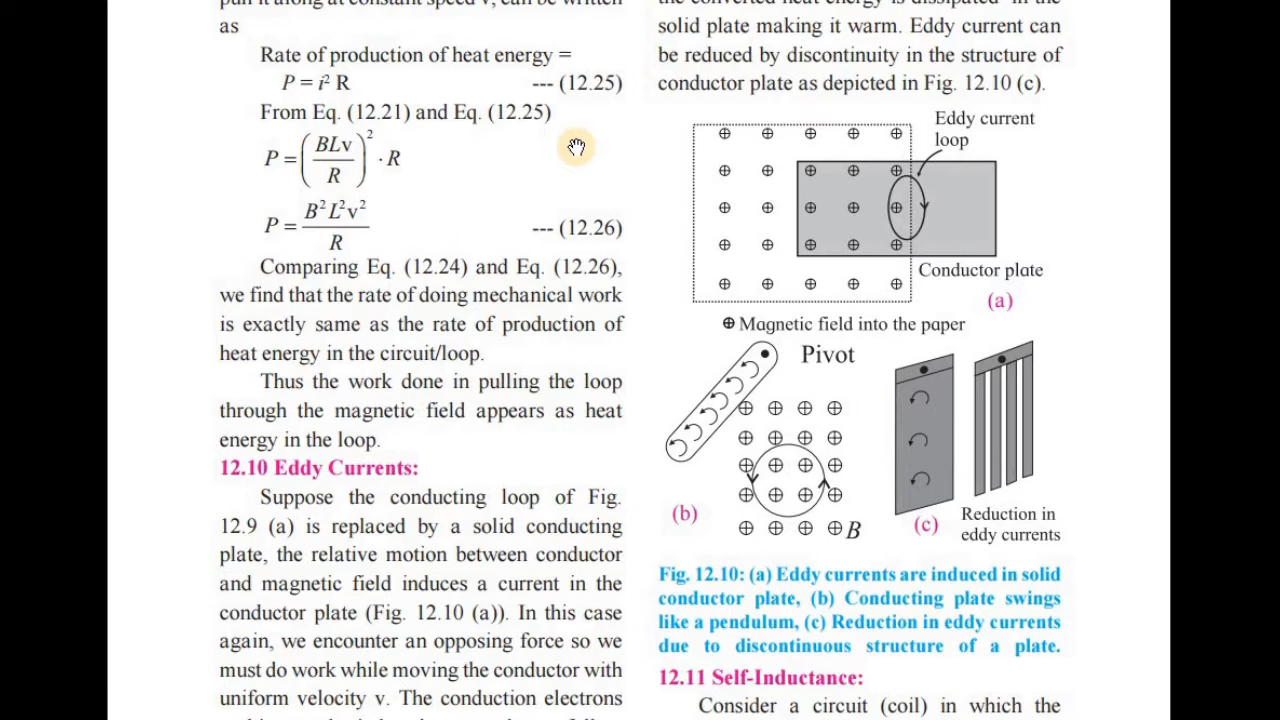 pull it along at constant speed v, can be written
as
Rate of production of heat energy =
P = i² R --- (12.25)
From Eq. (12.21) and Eq. (12.25)
P = (BLv / R)² · R
P = B²L²v² / R --- (12.26)
Comparing Eq. (12.24) and Eq. (12.26),
we find that the rate of doing mechanical work
is exactly same as the rate of production of
heat energy in the circuit/loop.
Thus the work done in pulling the loop
through the magnetic field appears as heat
energy in the loop.
12.10 Eddy Currents:
Suppose the conducting loop of Fig.
12.9 (a) is replaced by a solid conducting
plate, the relative motion between conductor
and magnetic field induces a current in the
conductor plate (Fig. 12.10 (a)). In this case
again, we encounter an opposing force so we
must do work while moving the conductor with
uniform velocity v. The conduction electrons
the converted heat energy is dissipated in the
solid plate making it warm. Eddy current can
be reduced by discontinuity in the structure of
conductor plate as depicted in Fig. 12.10 (c).
Eddy current
loop
Conductor plate
(a)
⊕ Magnetic field into the paper
Pivot
(b)
B
(c)
Reduction in
eddy currents
Fig. 12.10: (a) Eddy currents are induced in solid
conductor plate, (b) Conducting plate swings
like a pendulum, (c) Reduction in eddy currents
due to discontinuous structure of a plate.
12.11 Self-Inductance:
Consider a circuit (coil) in which the